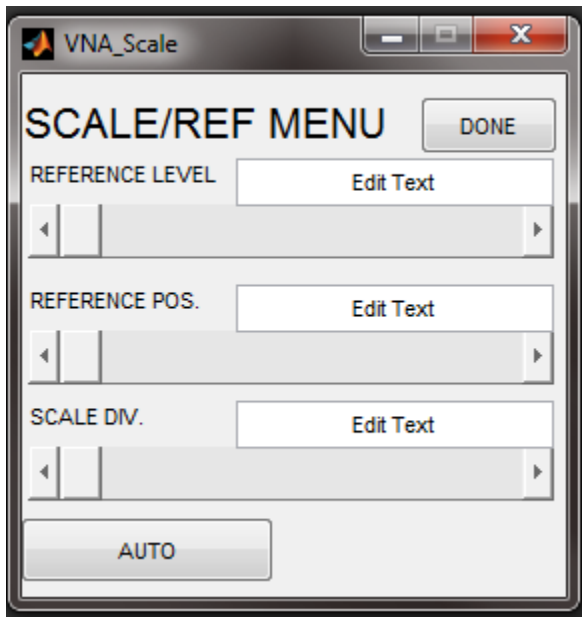 VNA_Scale
SCALE/REF MENU DONE
REFERENCE LEVEL Edit Text
REFERENCE POS. Edit Text
SCALE DIV. Edit Text
AUTO